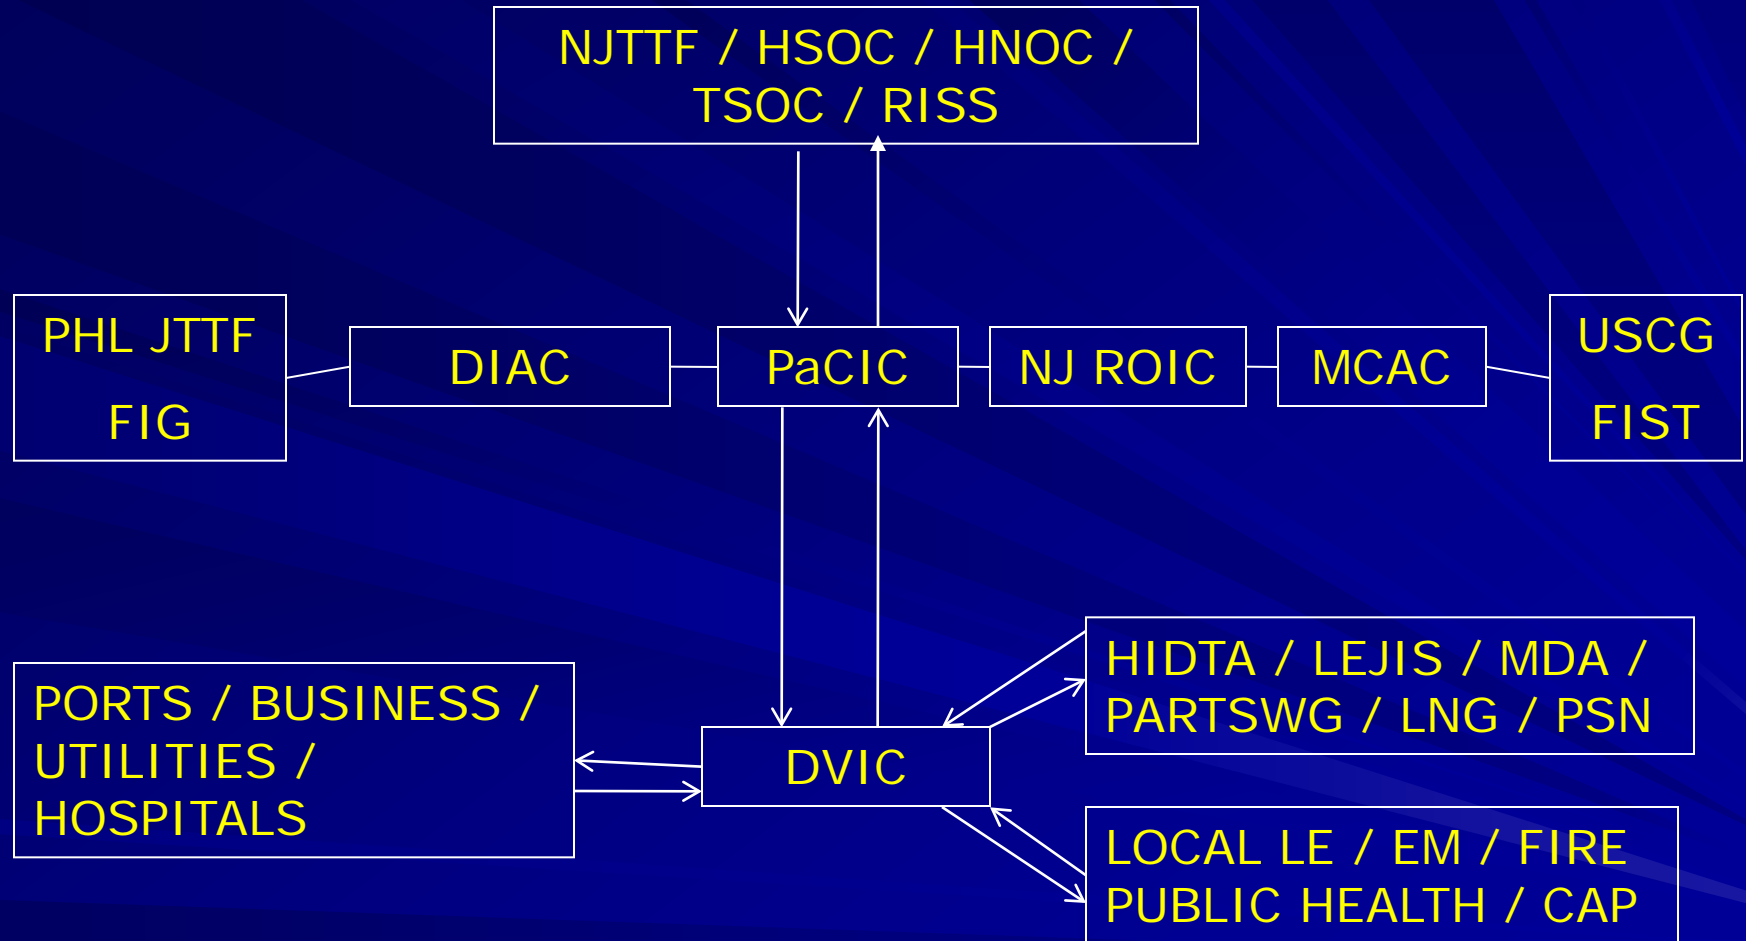 NJTTF / HSOC / HNOC /
TSOC / RISS
PHL JTTF
FIG
DIAC
PaCIC
NJ ROIC
MCAC
USCG
FIST
PORTS / BUSINESS /
UTILITIES /
HOSPITALS
DVIC
HIDTA / LEJIS / MDA /
PARTSWG / LNG / PSN
LOCAL LE / EM / FIRE
PUBLIC HEALTH / CAP